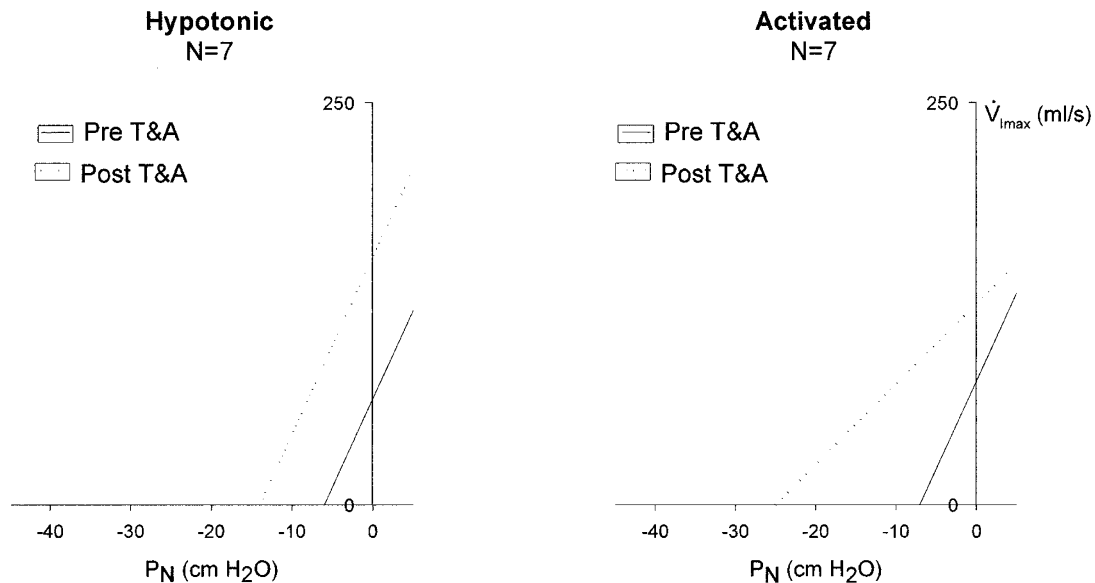 Hypotonic
N=7
250
Pre T&A
Post T&A
0
-40 -30 -20 -10 0
PN (cm H2O)
Activated
N=7
250
V̇Imax (ml/s)
Pre T&A
Post T&A
0
-40 -30 -20 -10 0
PN (cm H2O)